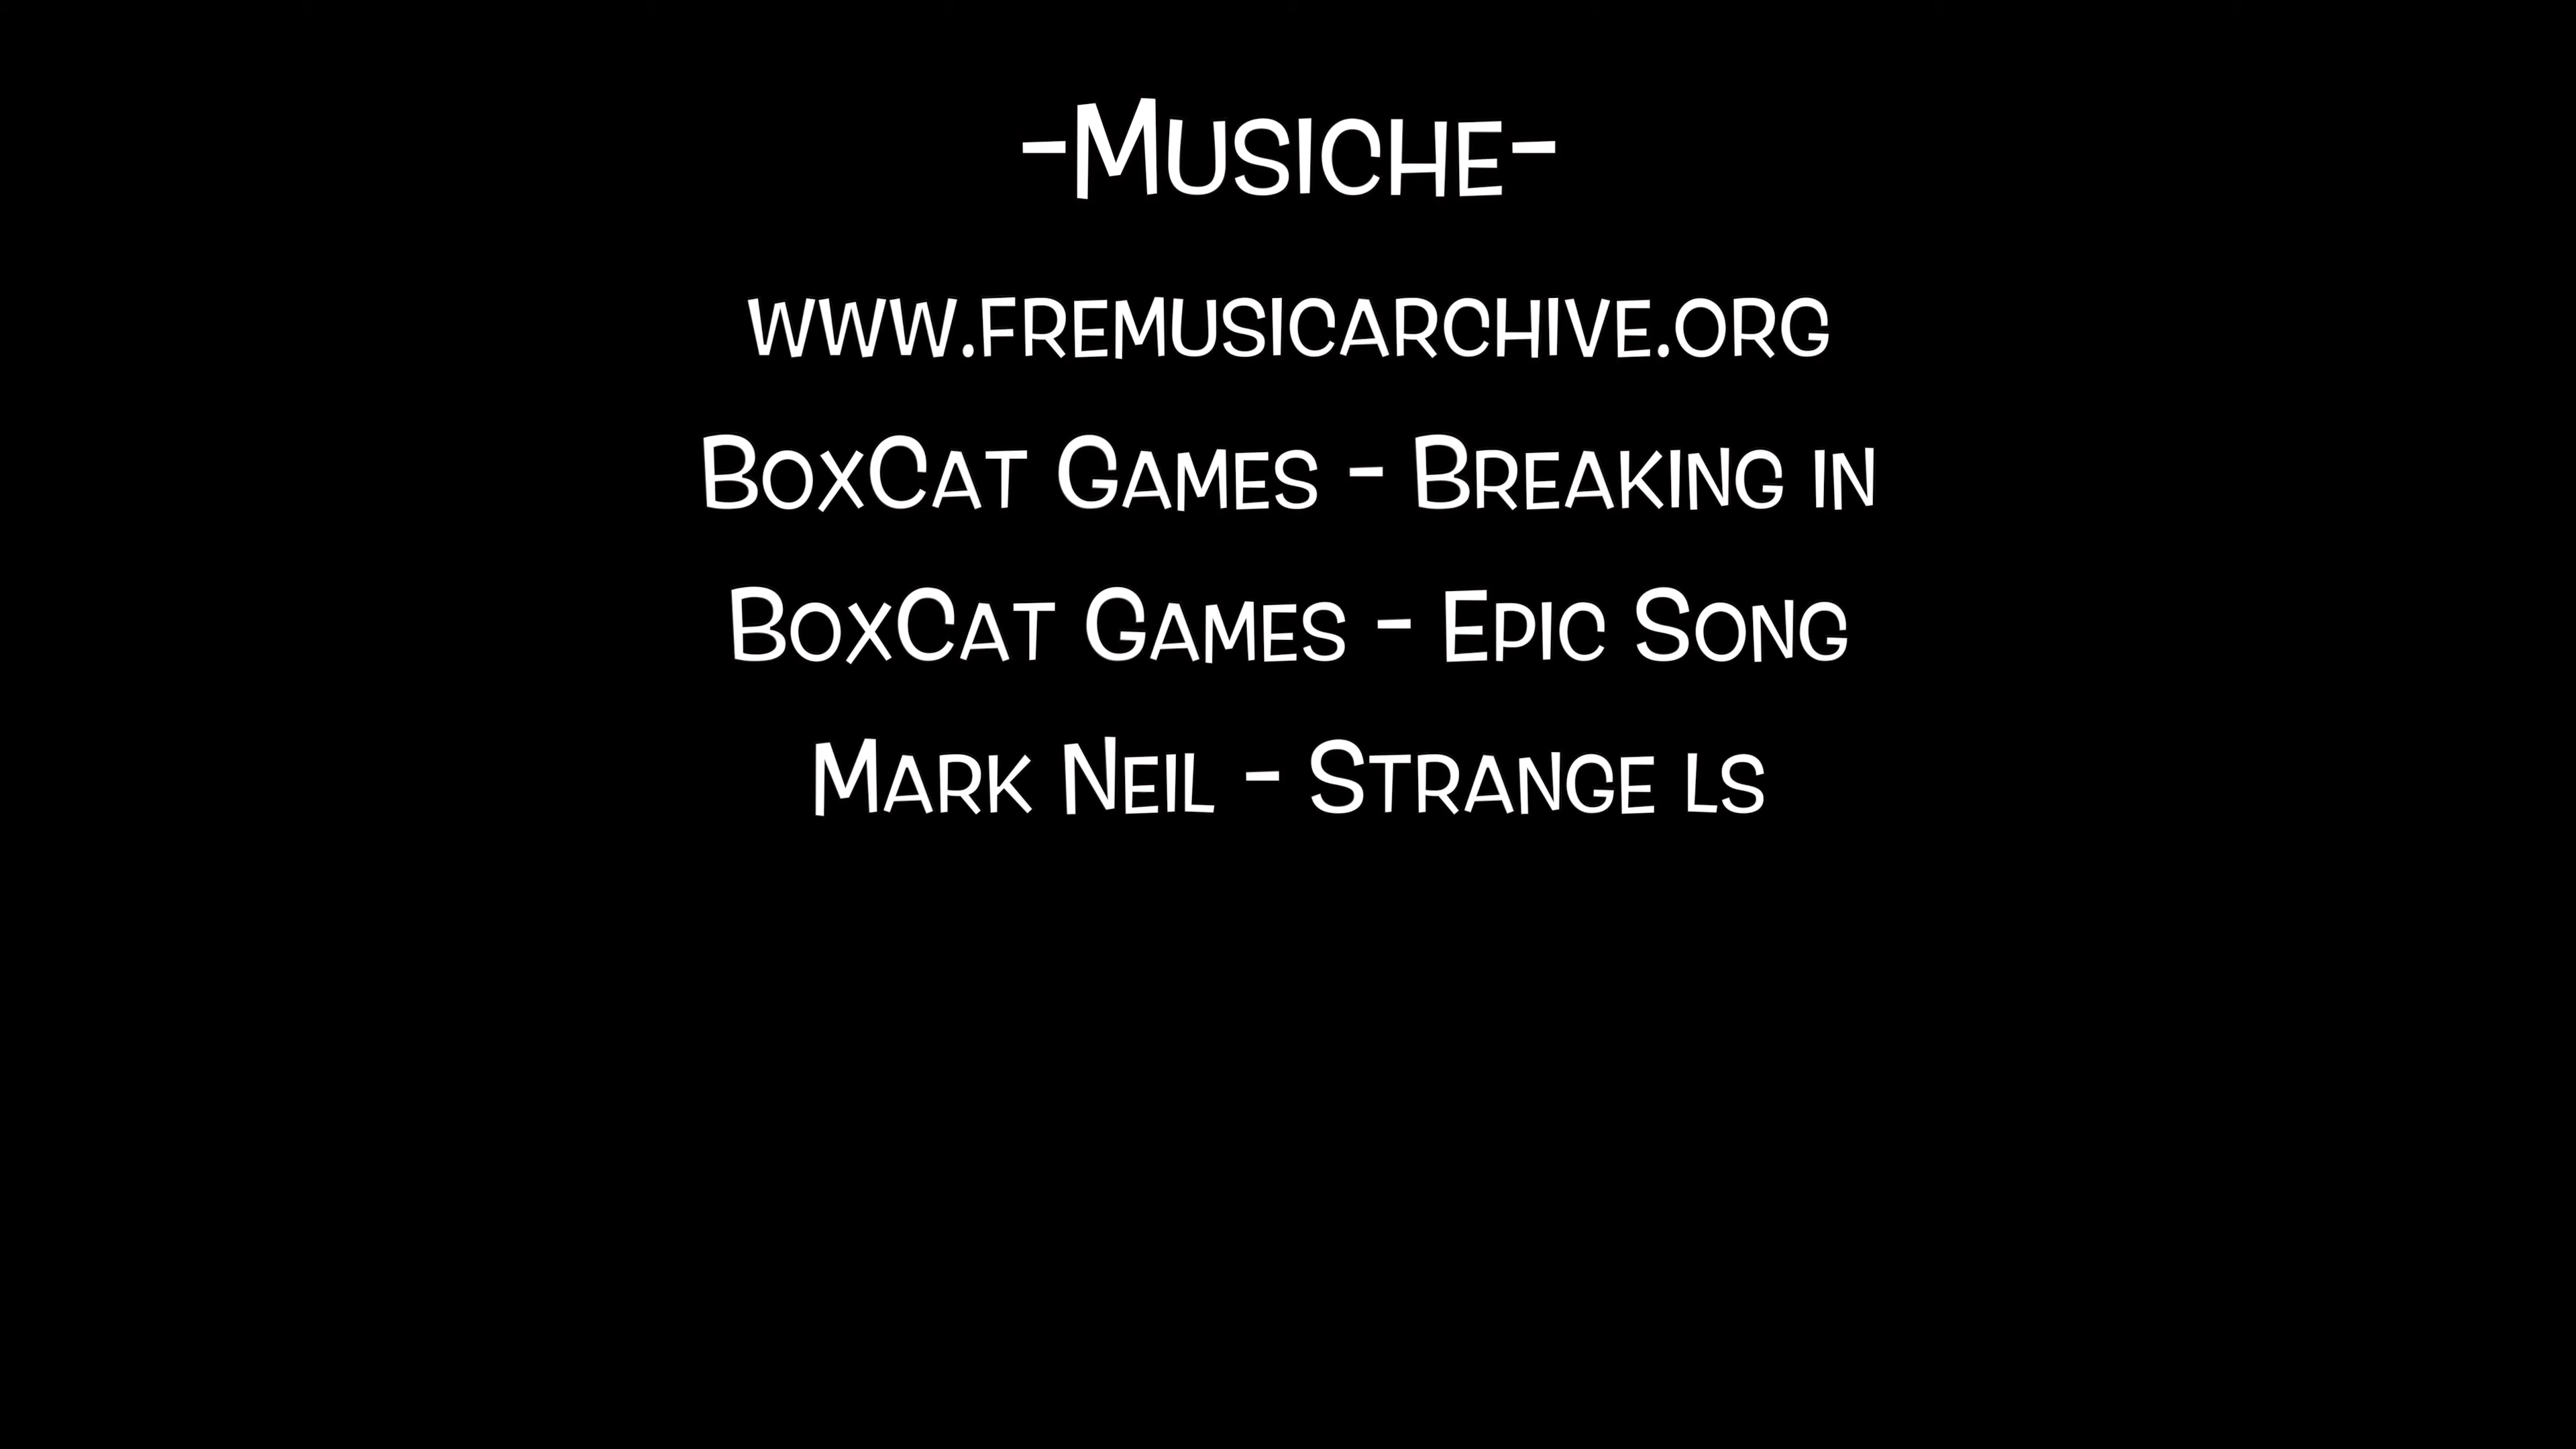 -Musiche-
www.fremusicarchive.org
BoxCat Games - Breaking in
BoxCat Games - Epic Song
Mark Neil - Strange ls